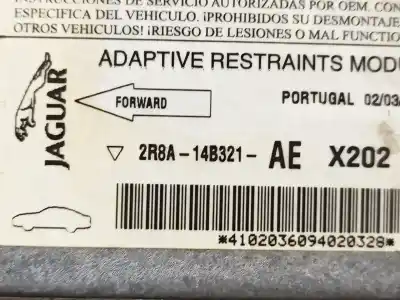 INSTRUCCIONES DE SERVICIO AUTORIZADAS POR OEM. CON
ESPECIFICA DEL VEHICULO. ¡PROHIBIDOS SU DESMONTAJE
OTROS VEHICULOS! ¡RIESGO DE LESIONES O MAL FUNCTIO
ADAPTIVE RESTRAINTS MODU
JAGUAR
FORWARD
PORTUGAL 02/03/
2R8A-14B321- AE X202
*4102036094020328*